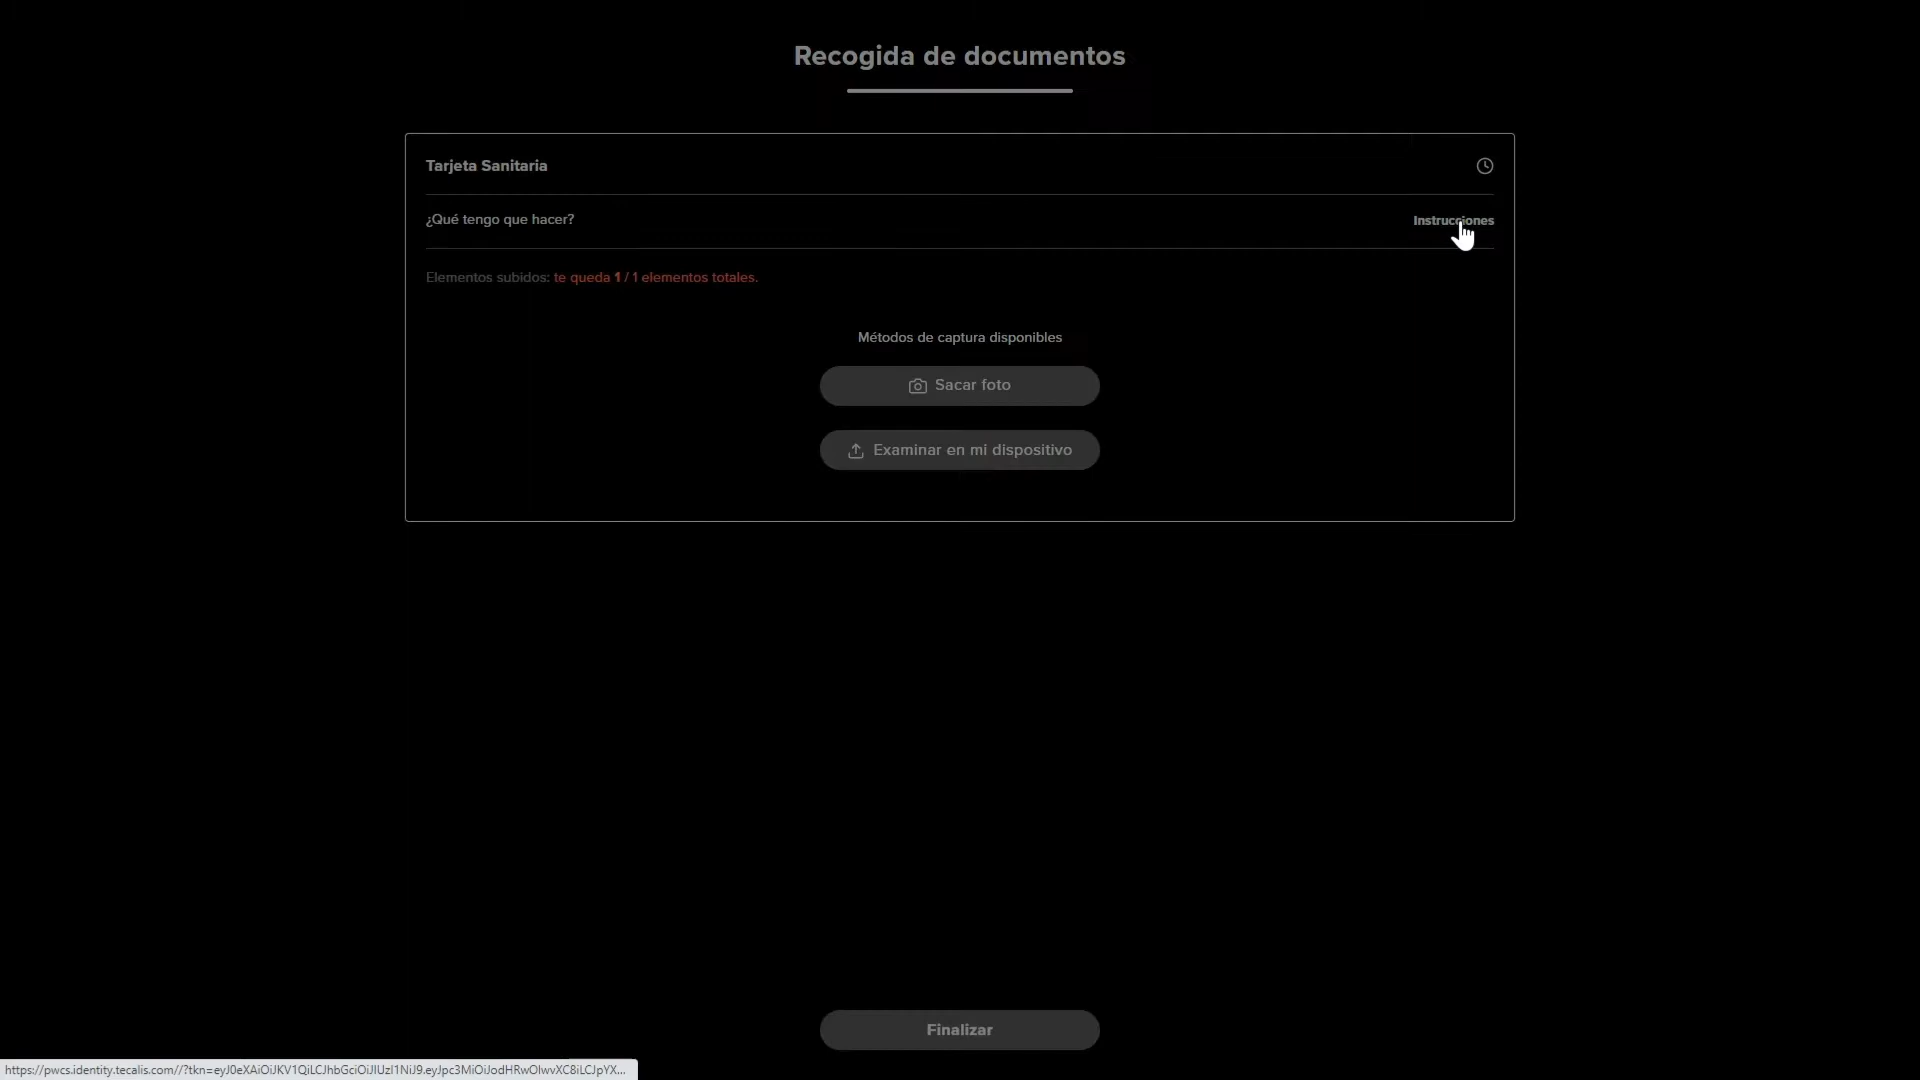 Recogida de documentos
Tarjeta Sanitaria
¿Qué tengo que hacer?
Instrucciones
Elementos subidos: te queda 1 / 1 elementos totales.
Métodos de captura disponibles
Sacar foto
Examinar en mi dispositivo
Finalizar
https://pwcs.identity.tecalis.com//?tkn=eyJ0eXAiOiJKV1QiLCJhbGciOiJIUzI1NiJ9.eyJpc3MiOiJodHRwOlwvXC8iLCJpYX...